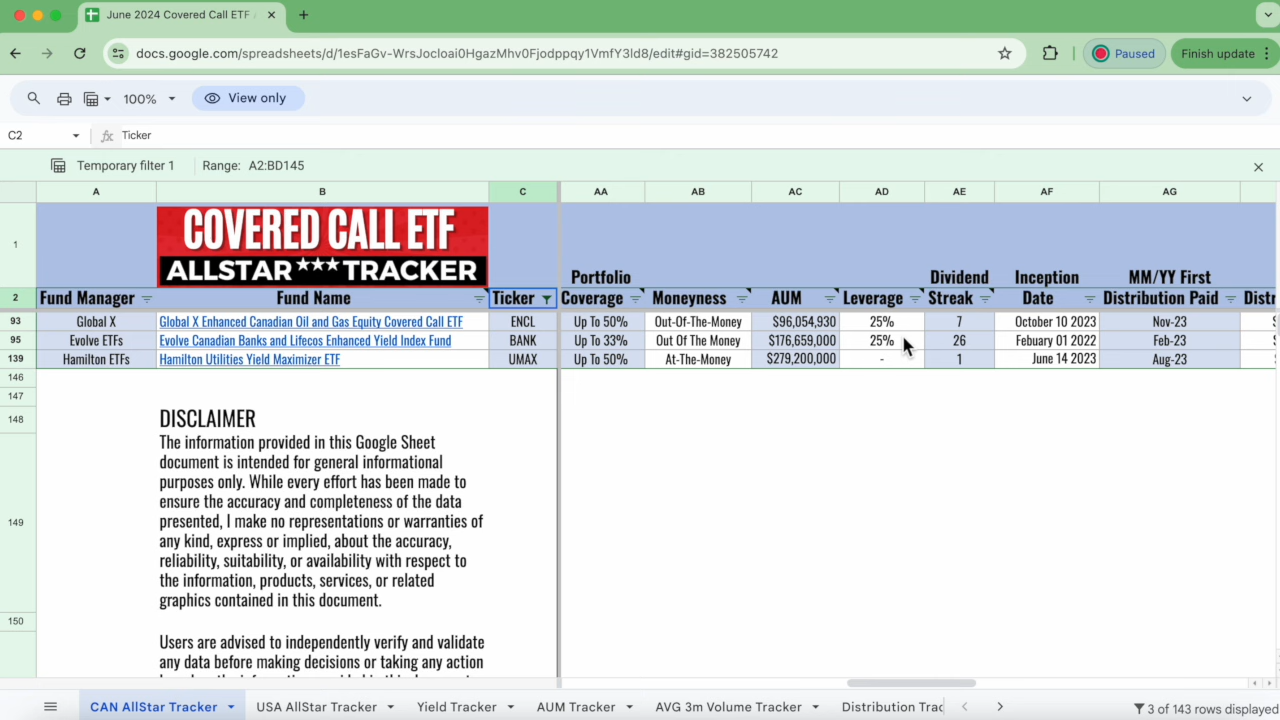 June 2024 Covered Call ETF
docs.google.com/spreadsheets/d/1esFaGv-WrsJocIoai0HgazMhv0Fjodppqy1VmfY3ld8/edit#gid=382505742
Paused
Finish update
100%
View only
C2
fx
Ticker
Temporary filter 1
Range: A2:BD145
A B C AA AB AC AD AE AF AG
1
COVERED CALL ETF
ALLSTAR ★★★ TRACKER
Portfolio Dividend Inception MM/YY First
2 Fund Manager Fund Name Ticker Coverage Moneyness AUM Leverage Streak Date Distribution Paid
93 Global X Global X Enhanced Canadian Oil and Gas Equity Covered Call ETF ENCL Up To 50% Out-Of-The-Money $96,054,930 25% 7 October 10 2023 Nov-23
95 Evolve ETFs Evolve Canadian Banks and Lifecos Enhanced Yield Index Fund BANK Up To 33% Out Of The Money $176,659,000 25% 26 Febuary 01 2022 Feb-23
139 Hamilton ETFs Hamilton Utilities Yield Maximizer ETF UMAX Up To 50% At-The-Money $279,200,000 - 1 June 14 2023 Aug-23
146
147
148 DISCLAIMER
The information provided in this Google Sheet
document is intended for general informational
purposes only. While every effort has been made to
ensure the accuracy and completeness of the data
149 presented, I make no representations or warranties of
any kind, express or implied, about the accuracy,
reliability, suitability, or availability with respect to
the information, products, services, or related
graphics contained in this document.
150
Users are advised to independently verify and validate
any data before making decisions or taking any action
CAN AllStar Tracker USA AllStar Tracker Yield Tracker AUM Tracker AVG 3m Volume Tracker Distribution Trac
3 of 143 rows displayed